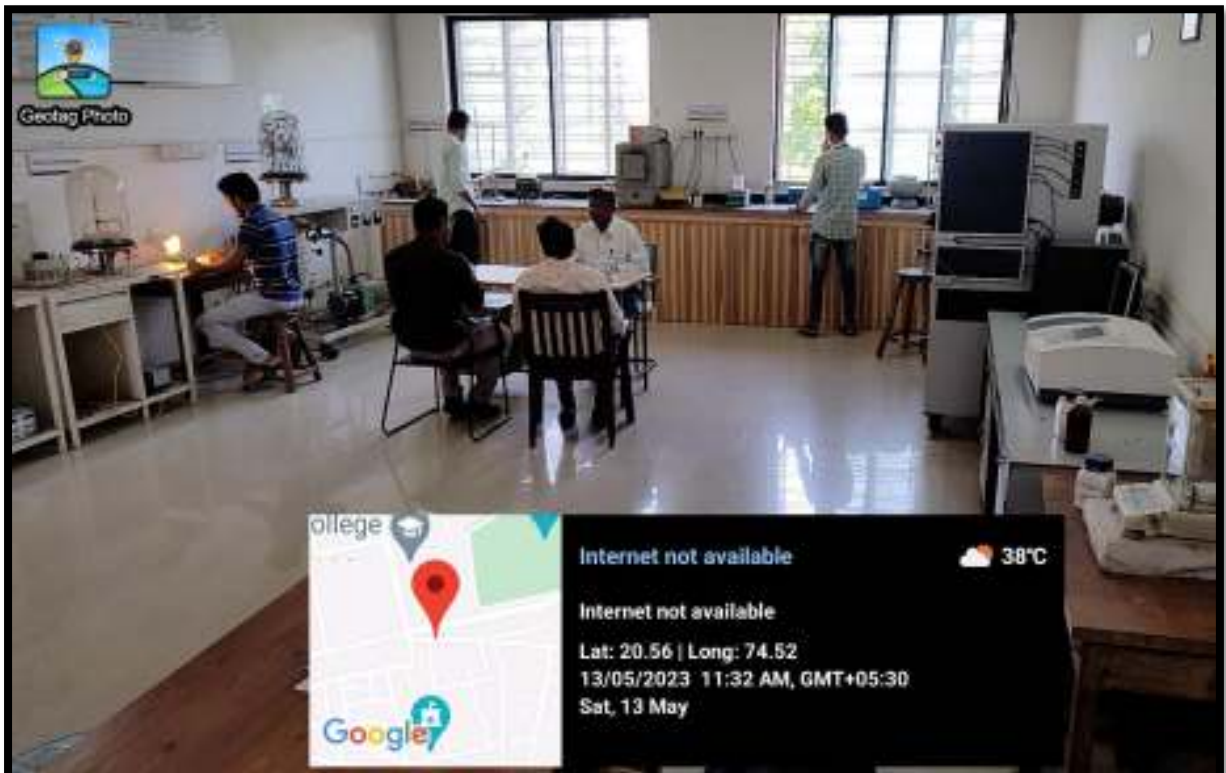 Geotag Photo
ollege
Google
Internet not available
38°C
Internet not available
Lat: 20.56 | Long: 74.52
13/05/2023 11:32 AM, GMT+05:30
Sat, 13 May